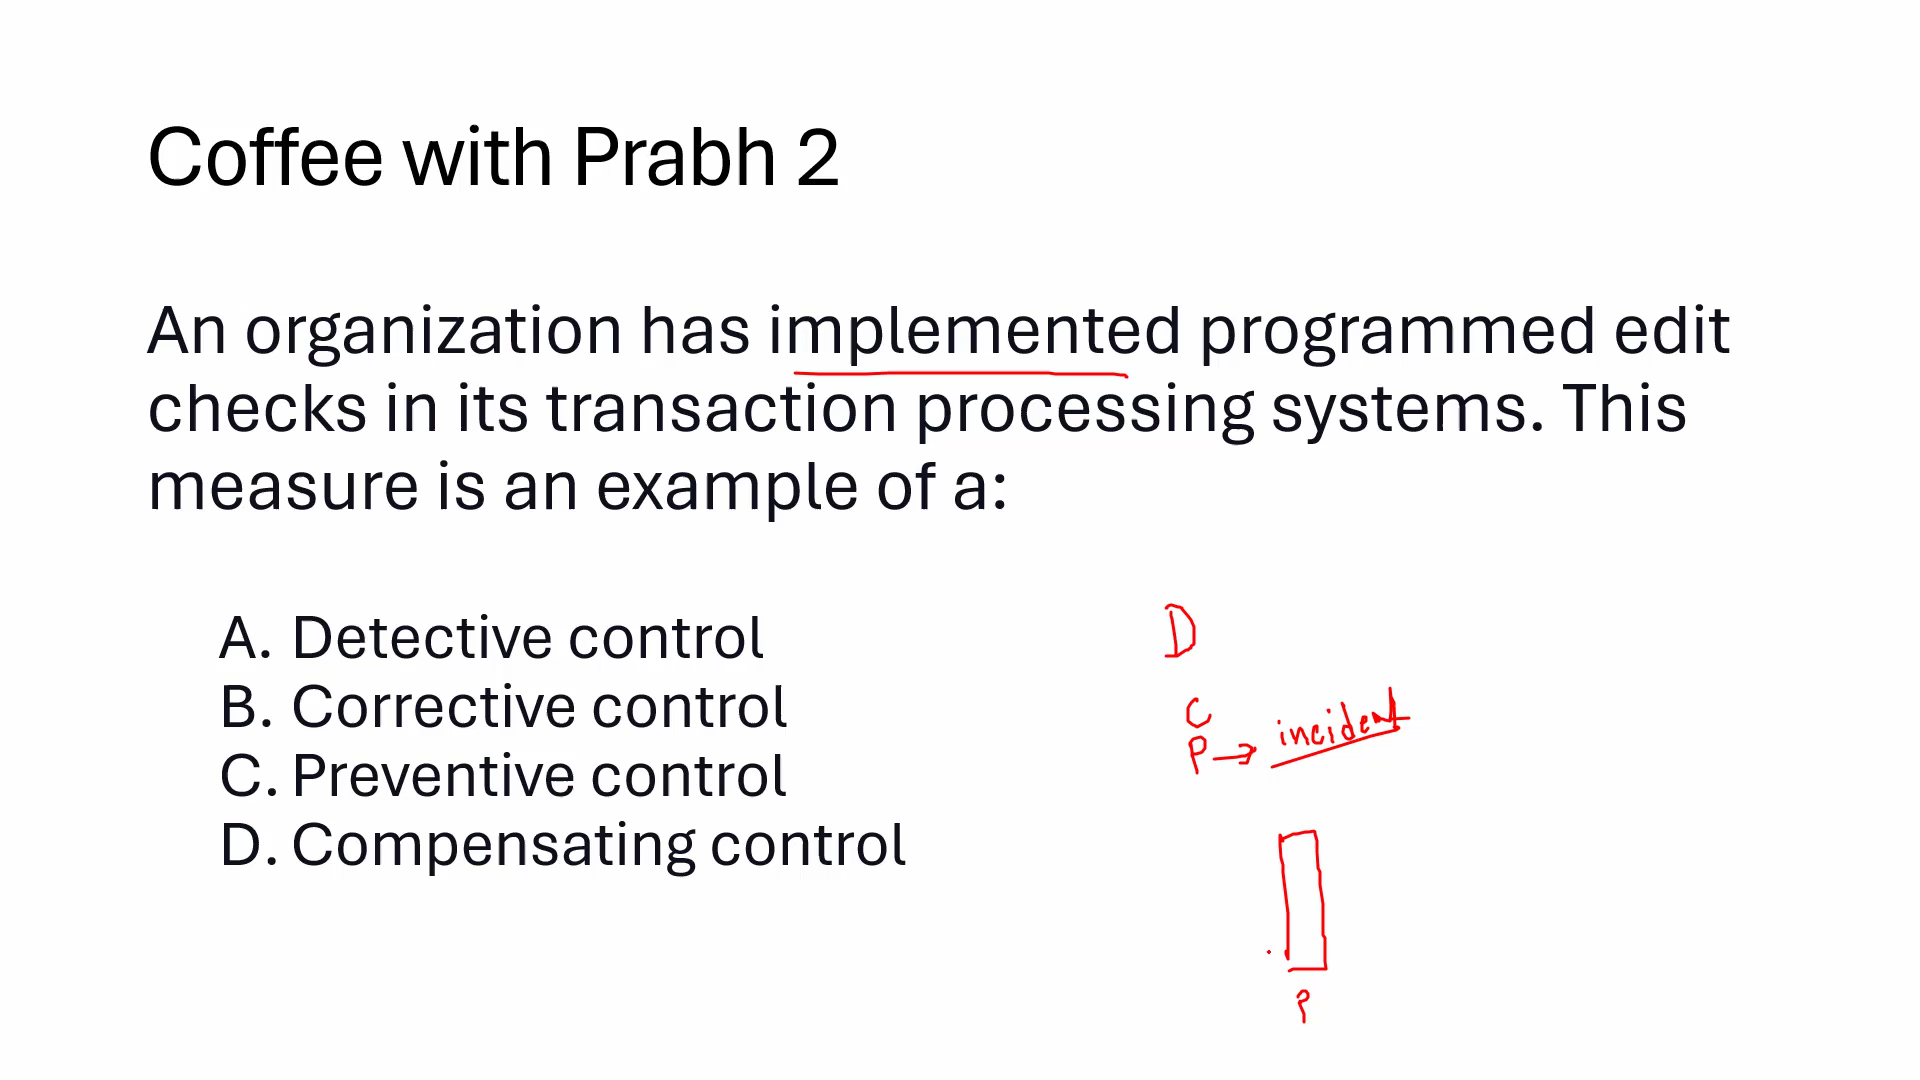 Coffee with Prabh 2
An organization has implemented programmed edit
checks in its transaction processing systems. This
measure is an example of a:
A. Detective control
B. Corrective control
C. Preventive control
D. Compensating control
D
C
P → incident
P